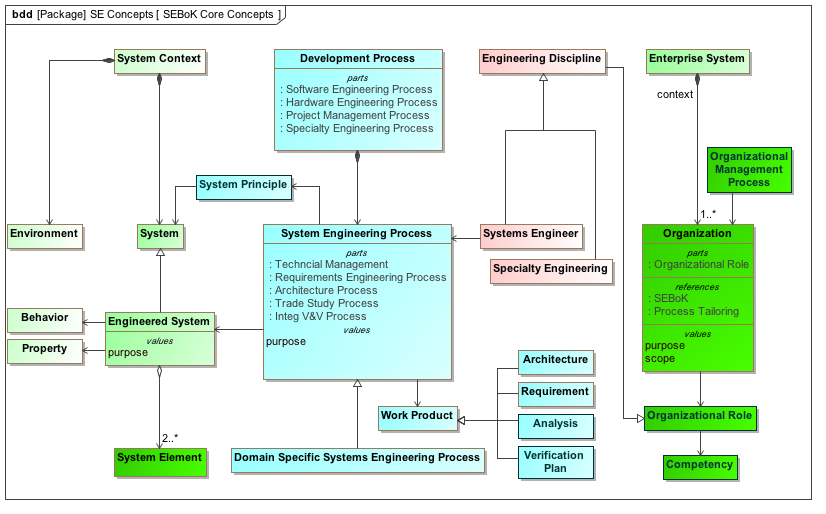 bdd [Package] SE Concepts [ SEBoK Core Concepts ]
System Context
Development Process
parts
: Software Engineering Process
: Hardware Engineering Process
: Project Management Process
: Specialty Engineering Process
Engineering Discipline
Enterprise System
context
Organizational
Management
Process
1..*
System Principle
Environment
System
System Engineering Process
parts
: Techncial Management
: Requirements Engineering Process
: Architecture Process
: Trade Study Process
: Integ V&V Process
values
purpose
Systems Engineer
Specialty Engineering
Organization
parts
: Organizational Role
references
: SEBoK
: Process Tailoring
values
purpose
scope
Behavior
Property
Engineered System
values
purpose
2..*
System Element
Domain Specific Systems Engineering Process
Work Product
Architecture
Requirement
Analysis
Verification
Plan
Organizational Role
Competency